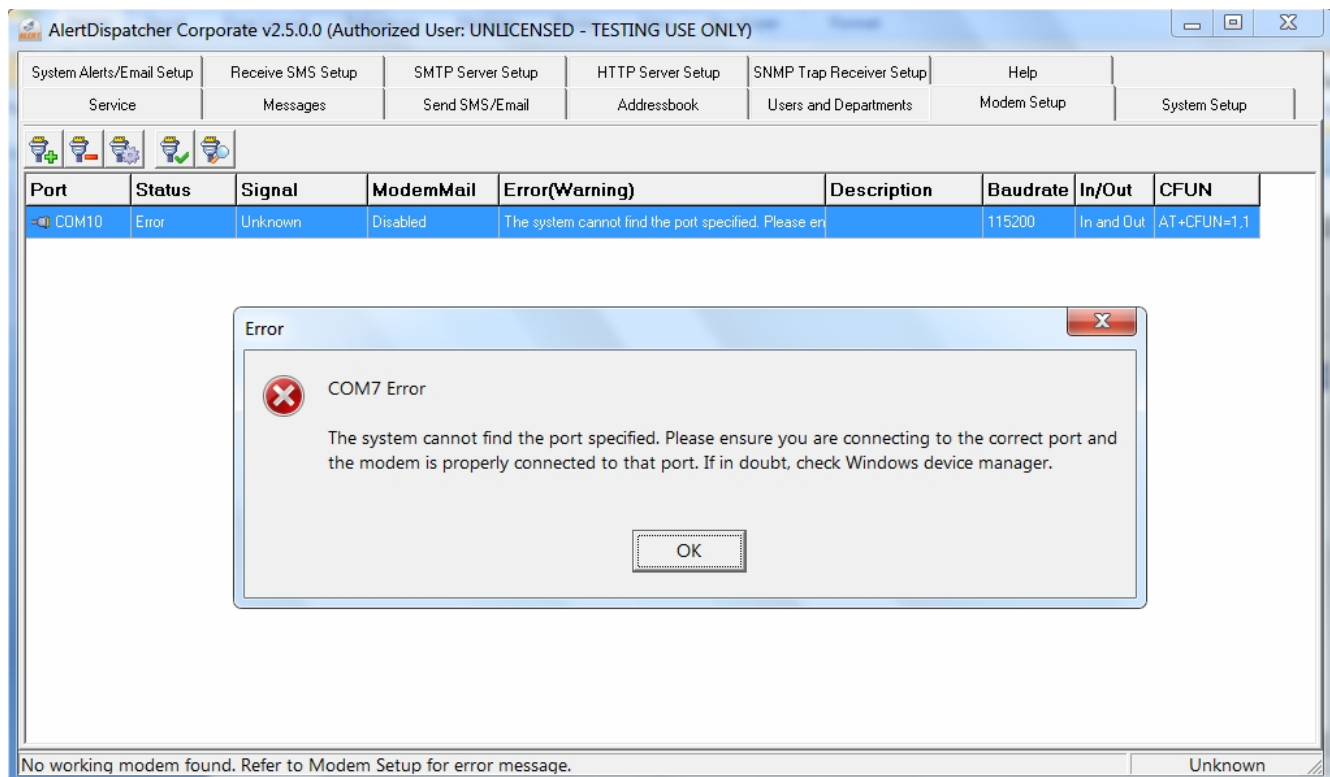 AlertDispatcher Corporate v2.5.0.0 (Authorized User: UNLICENSED - TESTING USE ONLY)
System Alerts/Email Setup Receive SMS Setup SMTP Server Setup HTTP Server Setup SNMP Trap Receiver Setup Help
Service Messages Send SMS/Email Addressbook Users and Departments Modem Setup System Setup
Port Status Signal ModemMail Error(Warning) Description Baudrate In/Out CFUN
COM10 Error Unknown Disabled The system cannot find the port specified. Please en 115200 In and Out AT+CFUN=1,1
Error
COM7 Error
The system cannot find the port specified. Please ensure you are connecting to the correct port and
the modem is properly connected to that port. If in doubt, check Windows device manager.
OK
No working modem found. Refer to Modem Setup for error message. Unknown